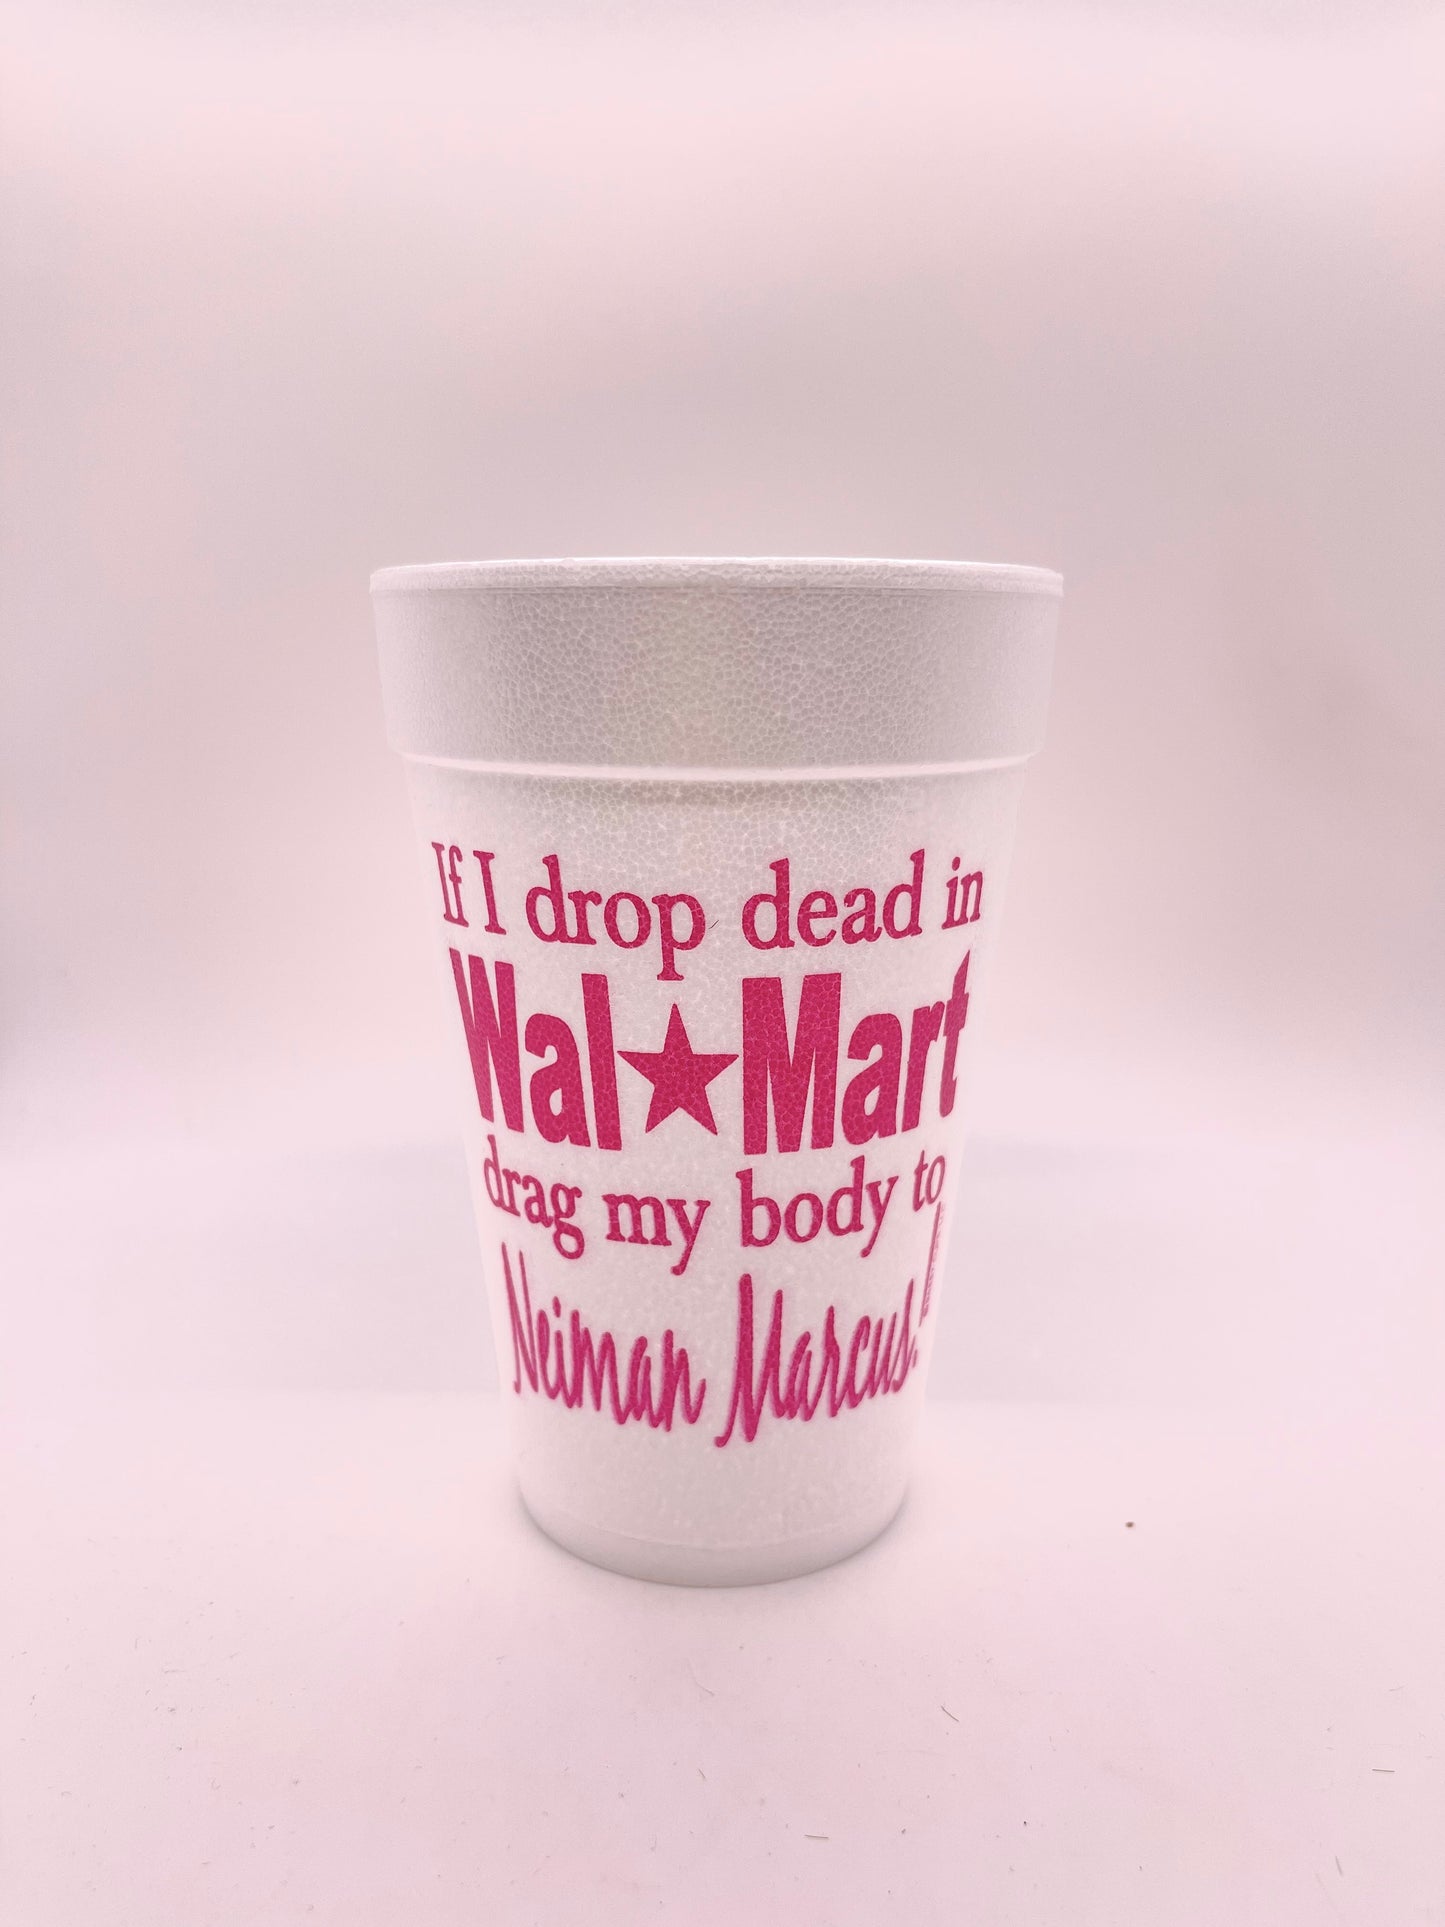 If I drop dead in
Wal★Mart
drag my body to
Neiman Marcus!